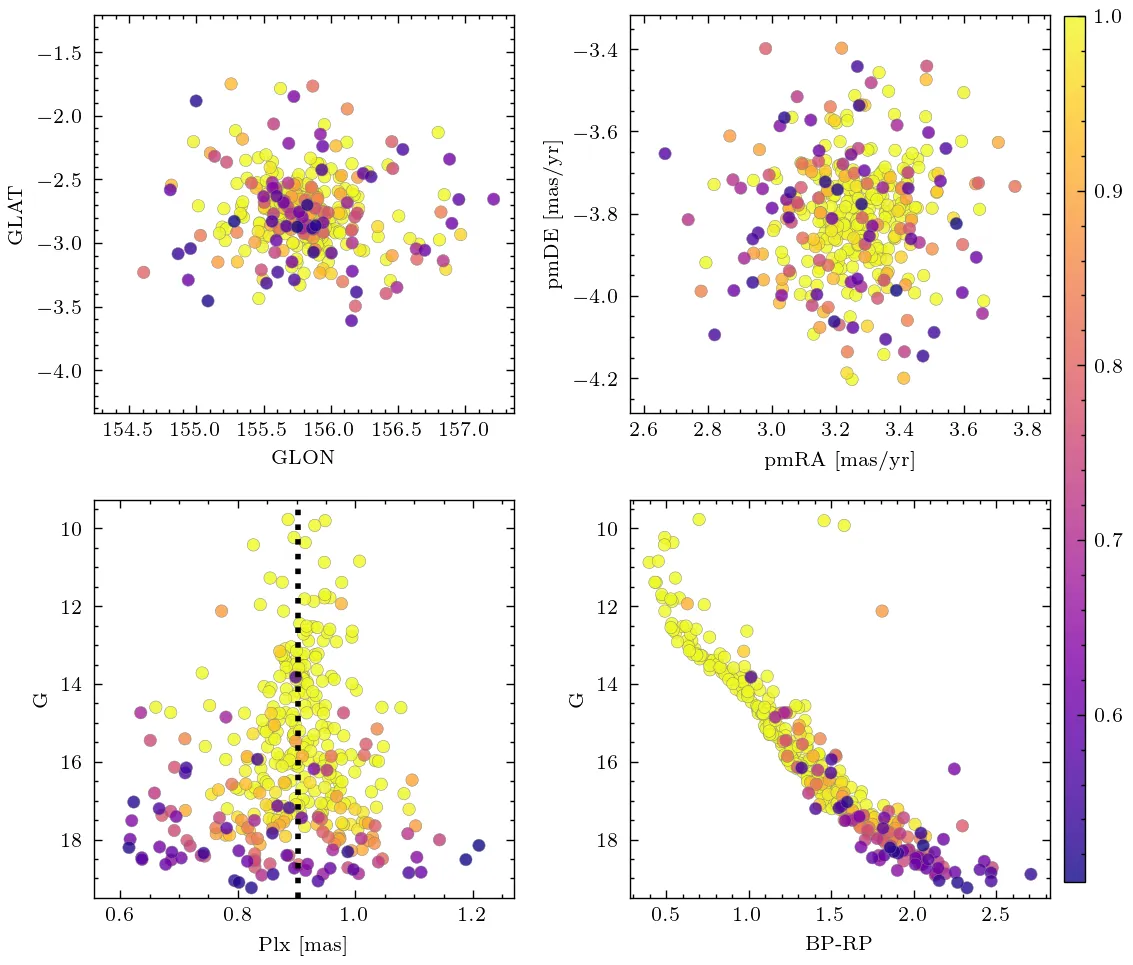 −1.5
−2.0
−2.5
−3.0
−3.5
−4.0
GLAT
154.5 155.0 155.5 156.0 156.5 157.0
GLON
−3.4
−3.6
−3.8
−4.0
−4.2
pmDE [mas/yr]
2.6 2.8 3.0 3.2 3.4 3.6 3.8
pmRA [mas/yr]
1.0
0.9
0.8
0.7
0.6
10
12
14
16
18
G
0.6 0.8 1.0 1.2
Plx [mas]
10
12
14
16
18
G
0.5 1.0 1.5 2.0 2.5
BP-RP